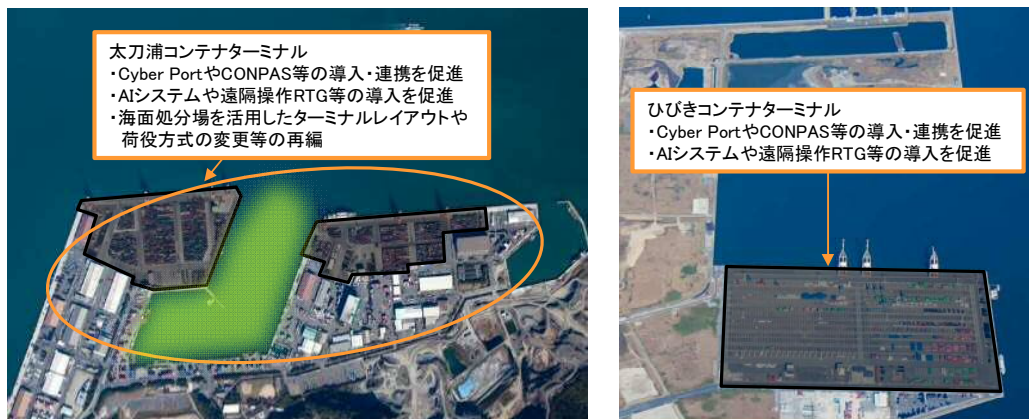 太刀浦コンテナターミナル
・Cyber PortやCONPAS等の導入・連携を促進
・AIシステムや遠隔操作RTG等の導入を促進
・海面処分場を活用したターミナルレイアウトや
荷役方式の変更等の再編
ひびきコンテナターミナル
・Cyber PortやCONPAS等の導入・連携を促進
・AIシステムや遠隔操作RTG等の導入を促進